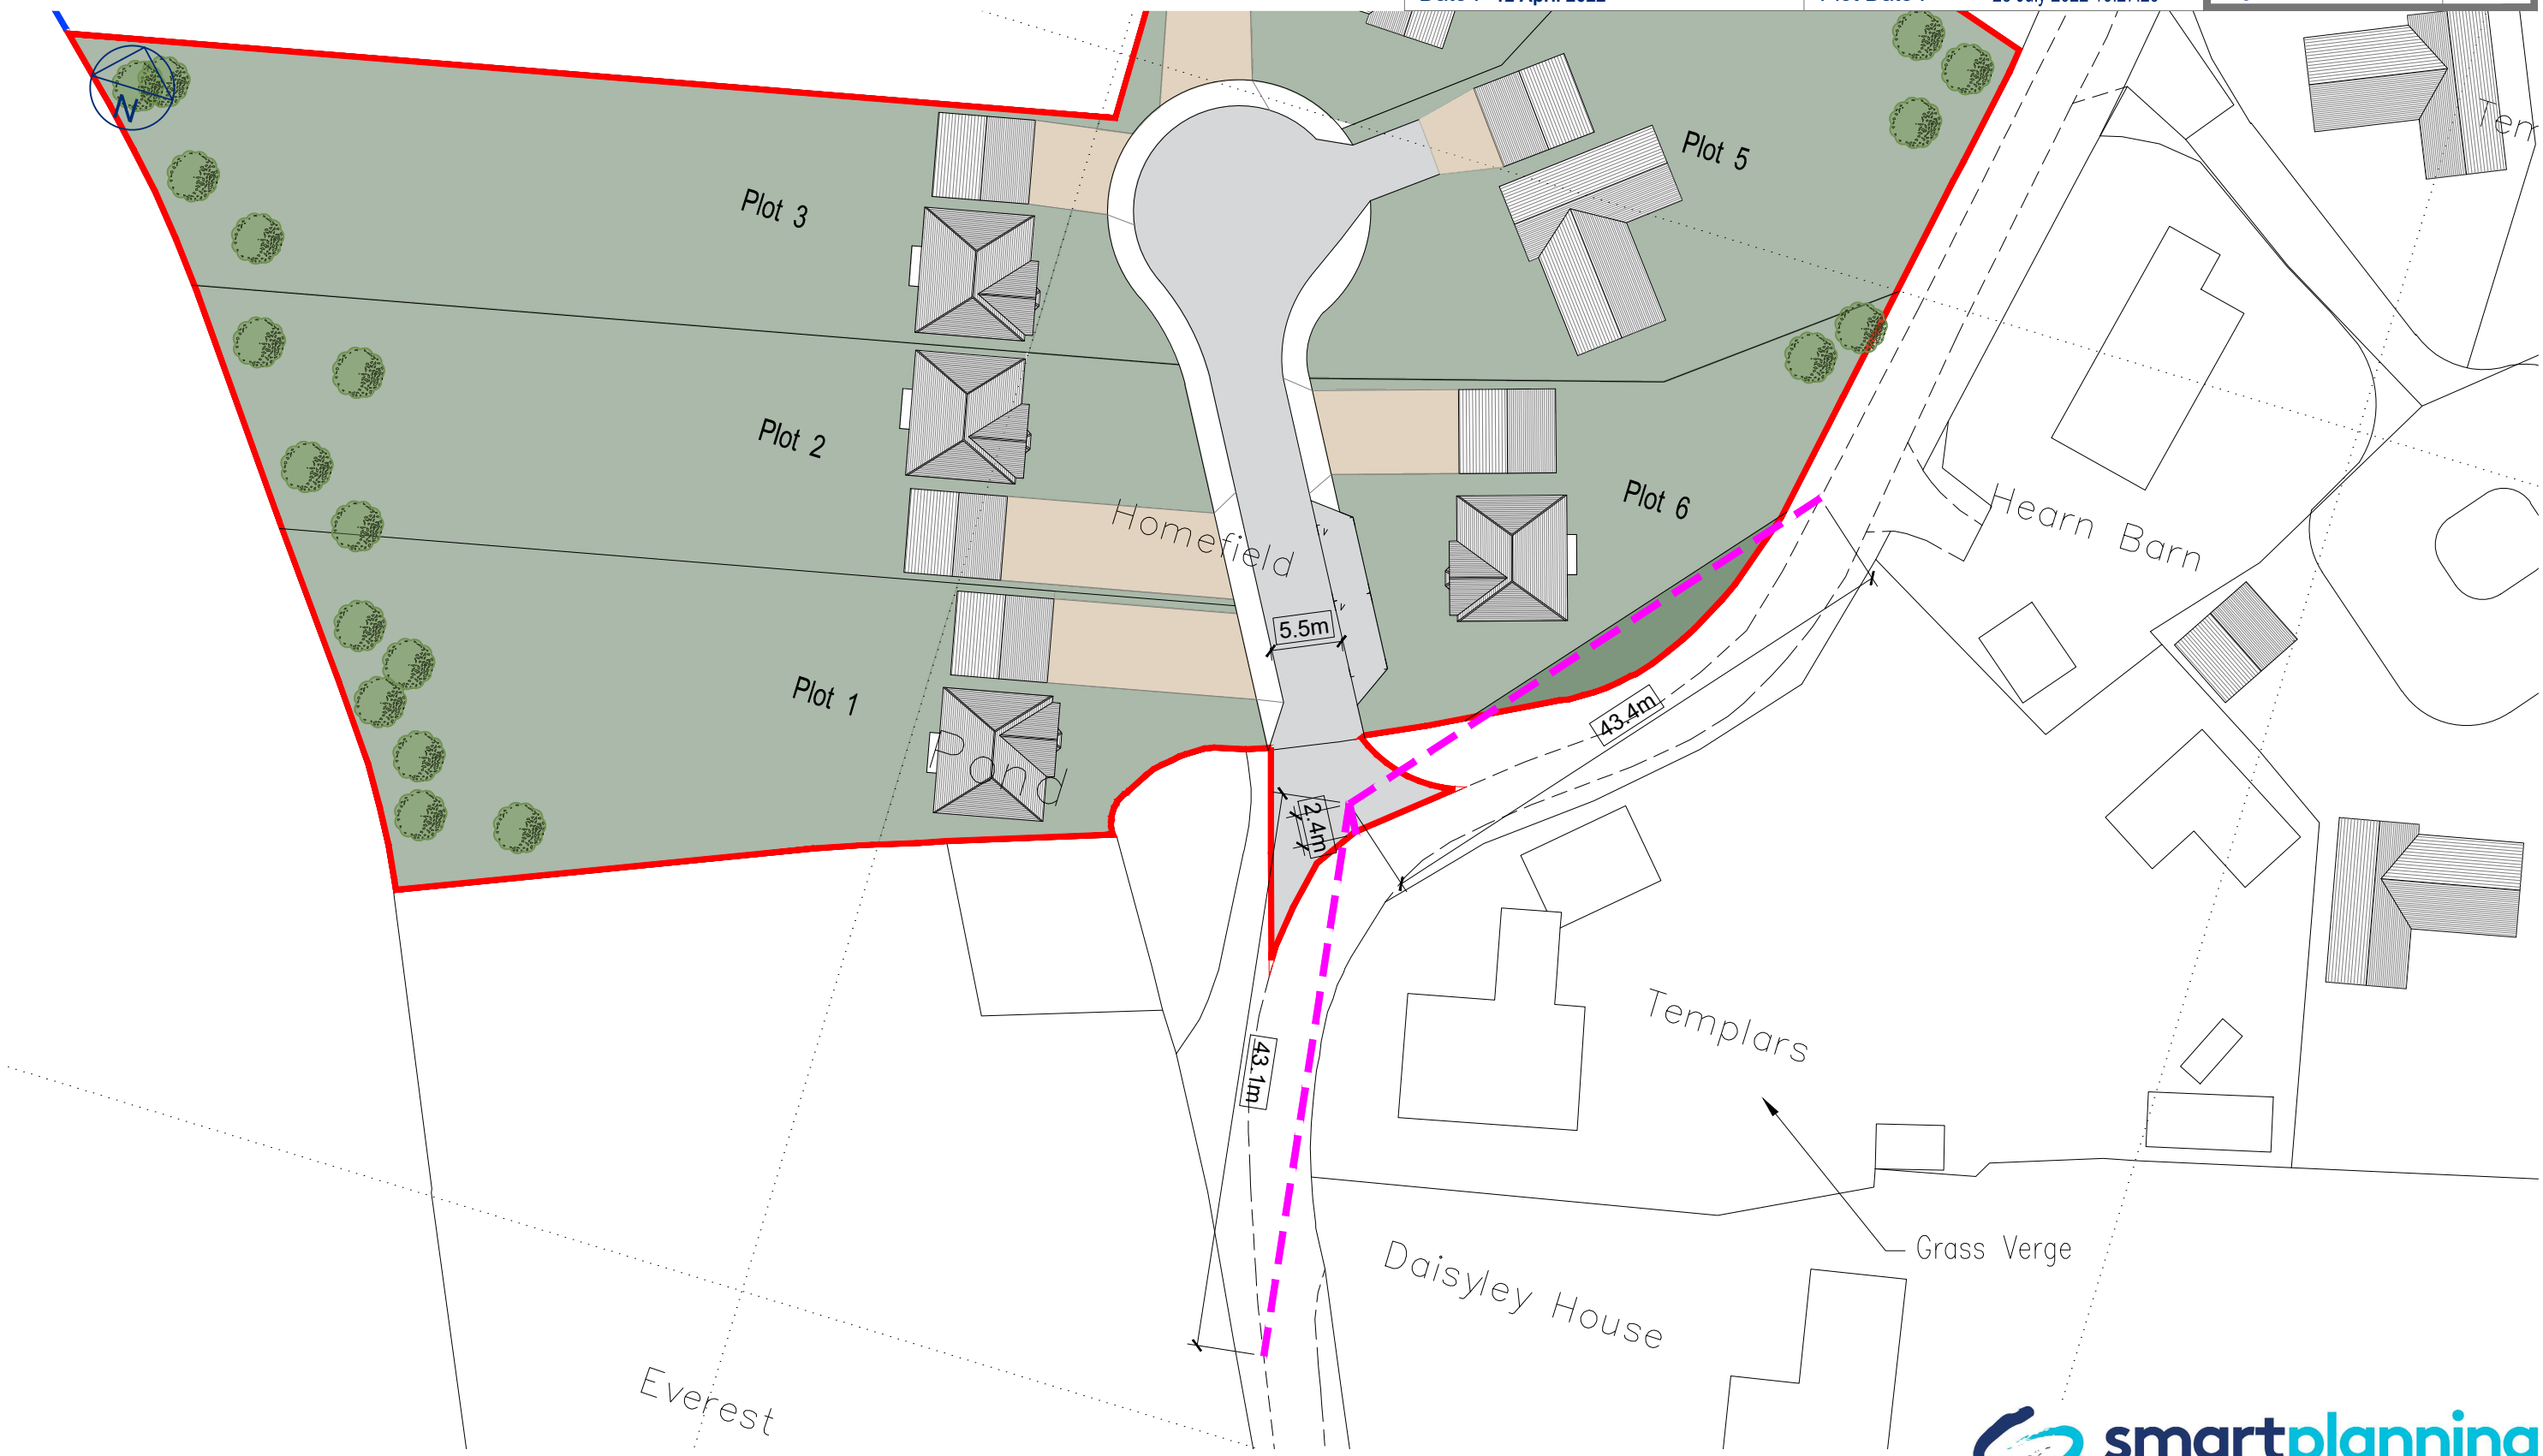 N
Plot 3
Plot 5
Plot 2
Plot 6
Homefield
Hearn Barn
5.5m
Plot 1
Pond
43.4m
2.4m
Templars
43.1m
Grass Verge
Daisyley House
Everest
smartplanning